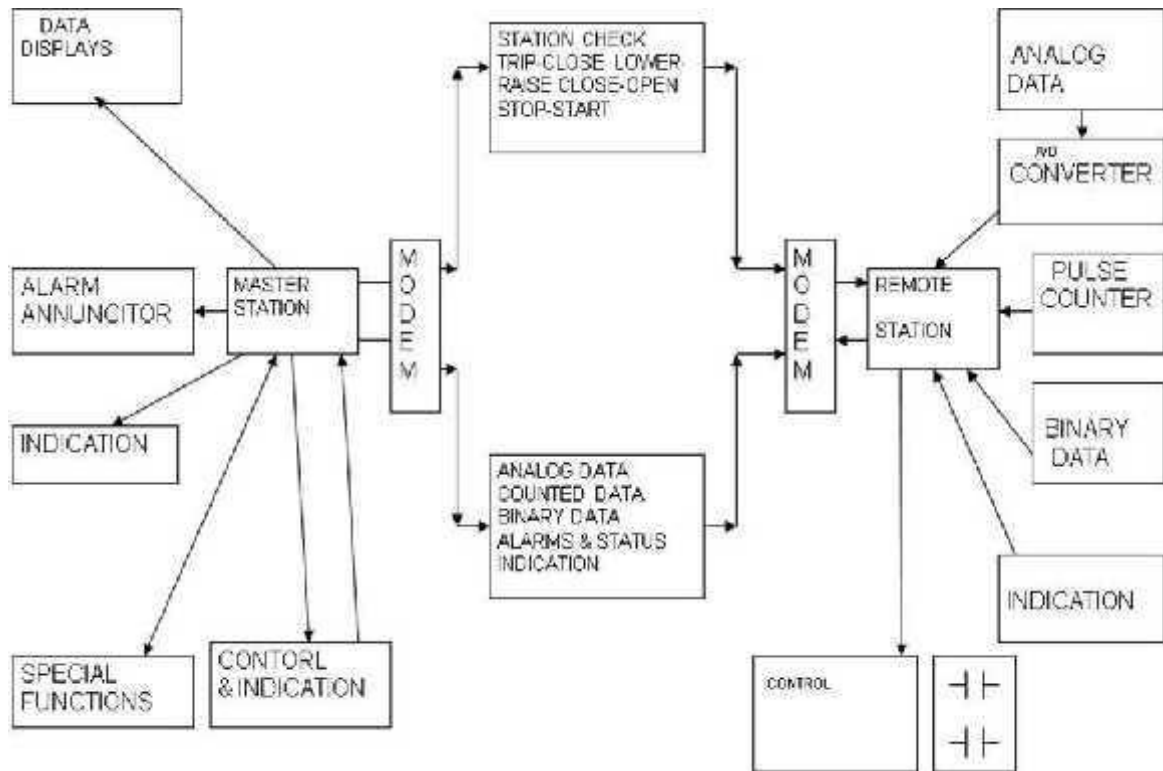 DATA
DISPLAYS
STATION CHECK
TRIP-CLOSE LOWER
RAISE CLOSE-OPEN
STOP-START
ANALOG
DATA
A/D
CONVERTER
ALARM
ANNUNCITOR
MASTER
STATION
MODEM
MODEM
REMOTE
STATION
PULSE
COUNTER
INDICATION
BINARY
DATA
ANALOG DATA
COUNTED DATA
BINARY DATA
ALARMS & STATUS
INDICATION
INDICATION
SPECIAL
FUNCTIONS
CONTORL
& INDICATION
CONTROL